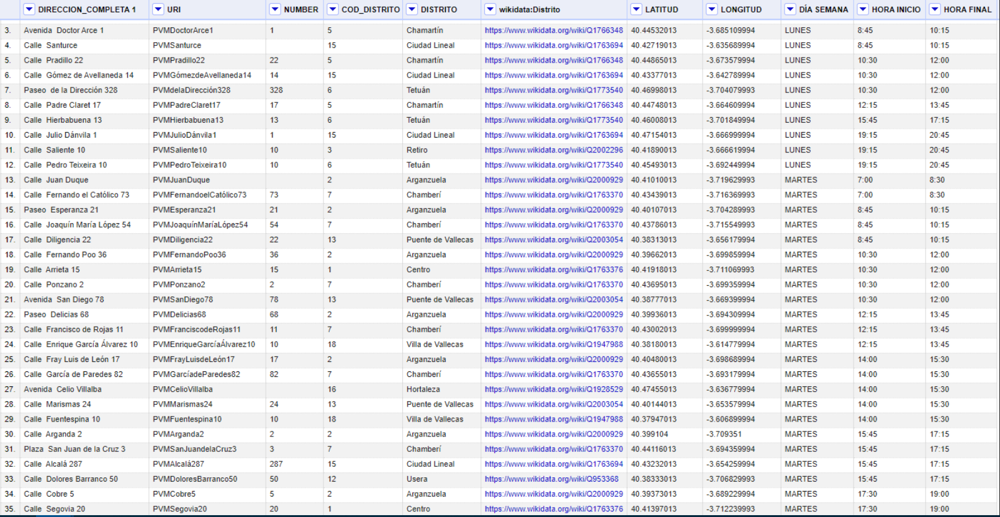 DIRECCION_COMPLETA 1 URI NUMBER COD_DISTRITO DISTRITO wikidata:Distrito LATITUD LONGITUD DÍA SEMANA HORA INICIO HORA FINAL
3. Avenida Doctor Arce 1 PVMDoctorArce1 1 5 Chamartín https://www.wikidata.org/wiki/Q1766348 40.44532013 -3.685109994 LUNES 8:45 10:15
4. Calle Santurce PVMSanturce 15 Ciudad Lineal https://www.wikidata.org/wiki/Q1763694 40.42719013 -3.635689994 LUNES 8:45 10:15
5. Calle Pradillo 22 PVMPradillo22 22 5 Chamartín https://www.wikidata.org/wiki/Q1766348 40.44865013 -3.673579994 LUNES 10:30 12:00
6. Calle Gómez de Avellaneda 14 PVMGómezdeAvellaneda14 14 15 Ciudad Lineal https://www.wikidata.org/wiki/Q1763694 40.43377013 -3.642789994 LUNES 10:30 12:00
7. Paseo de la Dirección 328 PVMdelaDirección328 328 6 Tetuán https://www.wikidata.org/wiki/Q1773540 40.46998013 -3.704079993 LUNES 10:30 12:00
8. Calle Padre Claret 17 PVMPadreClaret17 17 5 Chamartín https://www.wikidata.org/wiki/Q1766348 40.44748013 -3.664609994 LUNES 12:15 13:45
9. Calle Hierbabuena 13 PVMHierbabuena13 13 6 Tetuán https://www.wikidata.org/wiki/Q1773540 40.46008013 -3.701849994 LUNES 15:45 17:15
10. Calle Julio Dánvila 1 PVMJulioDánvila1 1 15 Ciudad Lineal https://www.wikidata.org/wiki/Q1763694 40.47154013 -3.666999994 LUNES 19:15 20:45
11. Calle Saliente 10 PVMSaliente10 10 3 Retiro https://www.wikidata.org/wiki/Q2002296 40.41890013 -3.666619994 LUNES 19:15 20:45
12. Calle Pedro Teixeira 10 PVMPedroTeixeira10 10 6 Tetuán https://www.wikidata.org/wiki/Q1773540 40.45493013 -3.692449994 LUNES 19:15 20:45
13. Calle Juan Duque PVMJuanDuque 2 Arganzuela https://www.wikidata.org/wiki/Q2000929 40.41010013 -3.719629993 MARTES 7:00 8:30
14. Calle Fernando el Católico 73 PVMFernandoelCatólico73 73 7 Chamberí https://www.wikidata.org/wiki/Q1763370 40.43439013 -3.716369993 MARTES 7:00 8:30
15. Paseo Esperanza 21 PVMEsperanza21 21 2 Arganzuela https://www.wikidata.org/wiki/Q2000929 40.40107013 -3.704289993 MARTES 8:45 10:15
16. Calle Joaquín María López 54 PVMJoaquínMaríaLópez54 54 7 Chamberí https://www.wikidata.org/wiki/Q1763370 40.43786013 -3.715549993 MARTES 8:45 10:15
17. Calle Diligencia 22 PVMDiligencia22 22 13 Puente de Vallecas https://www.wikidata.org/wiki/Q2003054 40.38313013 -3.656179994 MARTES 8:45 10:15
18. Calle Fernando Poo 36 PVMFernandoPoo36 36 2 Arganzuela https://www.wikidata.org/wiki/Q2000929 40.39662013 -3.699859994 MARTES 10:30 12:00
19. Calle Arrieta 15 PVMArrieta15 15 1 Centro https://www.wikidata.org/wiki/Q1763376 40.41918013 -3.711069993 MARTES 10:30 12:00
20. Calle Ponzano 2 PVMPonzano2 2 7 Chamberí https://www.wikidata.org/wiki/Q1763370 40.43695013 -3.699359994 MARTES 10:30 12:00
21. Avenida San Diego 78 PVMSanDiego78 78 13 Puente de Vallecas https://www.wikidata.org/wiki/Q2003054 40.38777013 -3.669399994 MARTES 10:30 12:00
22. Paseo Delicias 68 PVMDelicias68 68 2 Arganzuela https://www.wikidata.org/wiki/Q2000929 40.39936013 -3.694309994 MARTES 12:15 13:45
23. Calle Francisco de Rojas 11 PVMFranciscodeRojas11 11 7 Chamberí https://www.wikidata.org/wiki/Q1763370 40.43002013 -3.699999994 MARTES 12:15 13:45
24. Calle Enrique García Álvarez 10 PVMEnriqueGarcíaÁlvarez10 10 18 Villa de Vallecas https://www.wikidata.org/wiki/Q1947988 40.38180013 -3.614779994 MARTES 12:15 13:45
25. Calle Fray Luis de León 17 PVMFrayLuisdeLeón17 17 2 Arganzuela https://www.wikidata.org/wiki/Q2000929 40.40480013 -3.698689994 MARTES 14:00 15:30
26. Calle García de Paredes 82 PVMGarcíadeParedes82 82 7 Chamberí https://www.wikidata.org/wiki/Q1763370 40.43655013 -3.693179994 MARTES 14:00 15:30
27. Avenida Celio Villalba PVMCelioVillalba 16 Hortaleza https://www.wikidata.org/wiki/Q1928529 40.47455013 -3.636779994 MARTES 14:00 15:30
28. Calle Marismas 24 PVMMarismas24 24 13 Puente de Vallecas https://www.wikidata.org/wiki/Q2003054 40.40144013 -3.653579994 MARTES 14:00 15:30
29. Calle Fuentespina 10 PVMFuentespina10 10 18 Villa de Vallecas https://www.wikidata.org/wiki/Q1947988 40.37947013 -3.606899994 MARTES 14:00 15:30
30. Calle Arganda 2 PVMArganda2 2 2 Arganzuela https://www.wikidata.org/wiki/Q2000929 40.399104 -3.709351 MARTES 15:45 17:15
31. Plaza San Juan de la Cruz 3 PVMSanJuandelaCruz3 3 7 Chamberí https://www.wikidata.org/wiki/Q1763370 40.44116013 -3.694359994 MARTES 15:45 17:15
32. Calle Alcalá 287 PVMAlcalá287 287 15 Ciudad Lineal https://www.wikidata.org/wiki/Q1763694 40.43232013 -3.654259994 MARTES 15:45 17:15
33. Calle Dolores Barranco 50 PVMDoloresBarranco50 50 12 Usera https://www.wikidata.org/wiki/Q953368 40.38333013 -3.706829993 MARTES 15:45 17:15
34. Calle Cobre 5 PVMCobre5 5 2 Arganzuela https://www.wikidata.org/wiki/Q2000929 40.39373013 -3.689229994 MARTES 17:30 19:00
35. Calle Segovia 20 PVMSegovia20 20 1 Centro https://www.wikidata.org/wiki/Q1763376 40.41397013 -3.712239993 MARTES 17:30 19:00